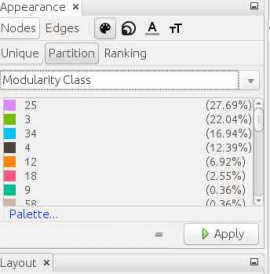 Appearance ×
Nodes Edges A TT
Unique Partition Ranking
Modularity Class
25 (27.69%)
3 (22.04%)
34 (16.94%)
4 (12.39%)
12 (6.92%)
18 (2.55%)
9 (0.36%)
58 (0.36%)
Palette...
= Apply
Layout ×